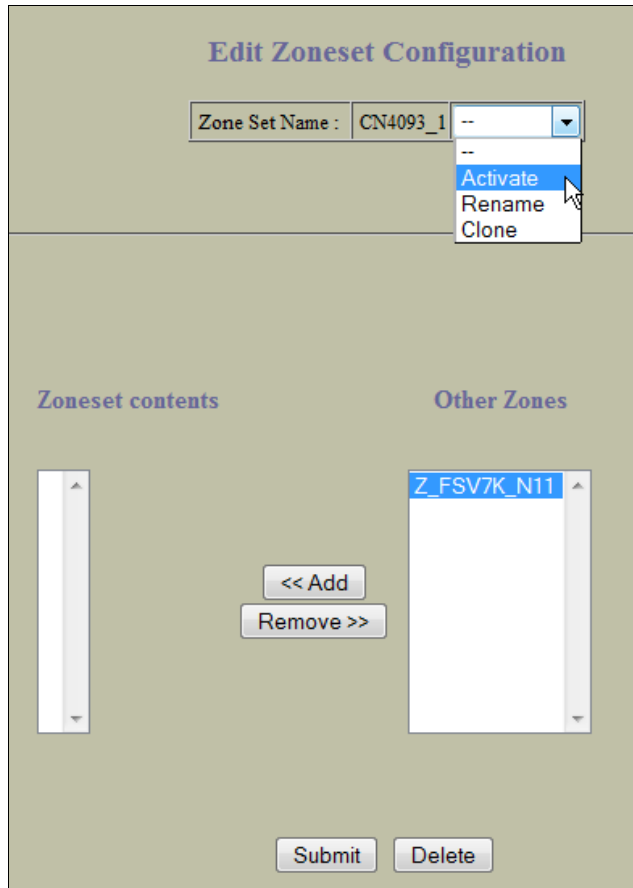 Edit Zoneset Configuration
Zone Set Name : CN4093_1 --
--
Activate
Rename
Clone
Zoneset contents Other Zones
Z_FSV7K_N11
<< Add
Remove >>
Submit Delete